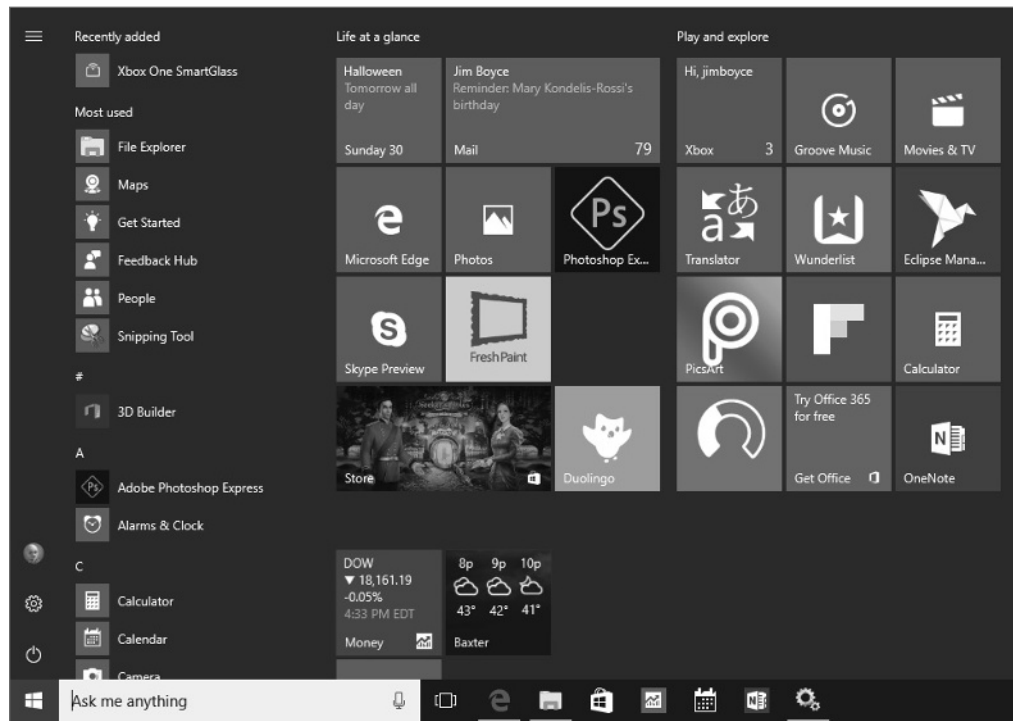 Recently added
Xbox One SmartGlass
Most used
File Explorer
Maps
Get Started
Feedback Hub
People
Snipping Tool
#
3D Builder
A
Ps
Adobe Photoshop Express
Alarms & Clock
C
Calculator
Calendar
Camera
Life at a glance
Halloween
Tomorrow all
day
Sunday 30
Jim Boyce
Reminder: Mary Kondelis-Rossi's
birthday
Mail 79
Microsoft Edge
Photos
Ps
Photoshop Ex...
Skype Preview
FreshPaint
Store
Duolingo
DOW
▼ 18,161.19
-0.05%
4:33 PM EDT
Money
8p 9p 10p
43° 42° 41°
Baxter
Play and explore
Hi, jimboyce
Xbox 3
Groove Music
Movies & TV
あ
a
Translator
Wunderlist
Eclipse Mana...
PicsArt
Calculator
Try Office 365
for free
Get Office
N
OneNote
Ask me anything